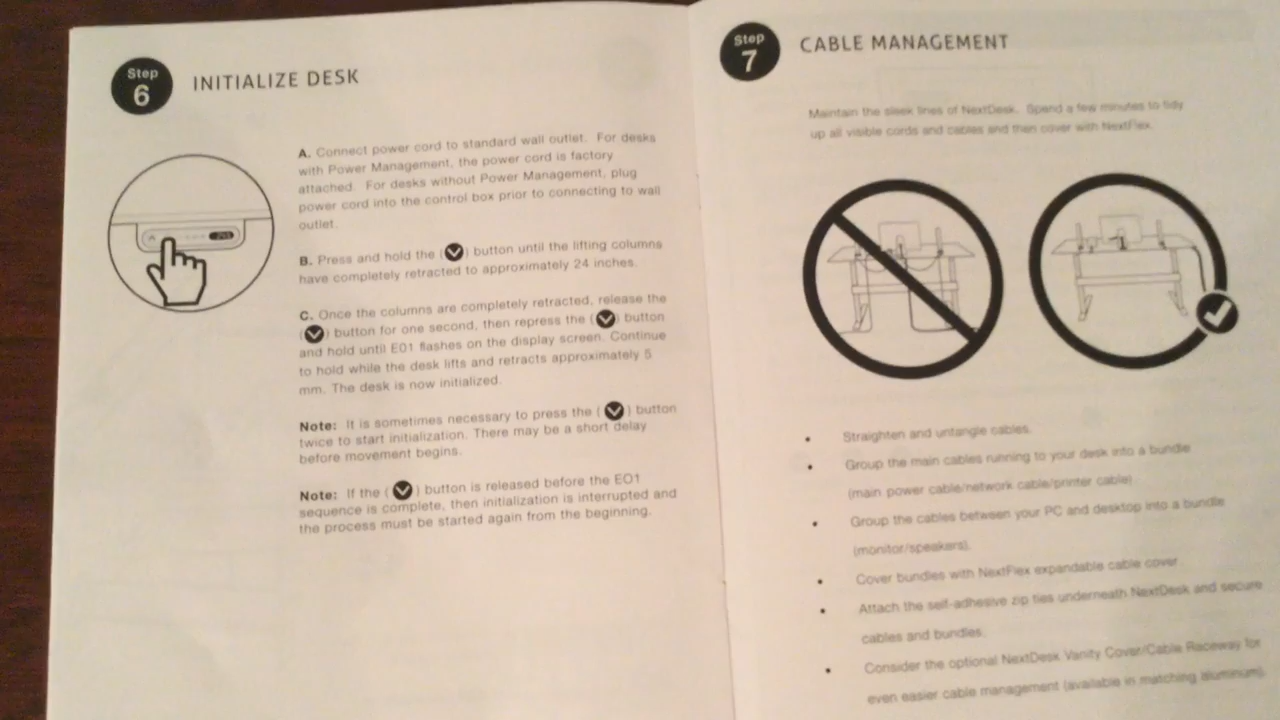 Step
6
INITIALIZE DESK
A. Connect power cord to standard wall outlet. For desks
with Power Management, the power cord is factory
attached. For desks without Power Management, plug
power cord into the control box prior to connecting to wall
outlet.
B. Press and hold the ( ) button until the lifting columns
have completely retracted to approximately 24 inches.
C. Once the columns are completely retracted, release the
( ) button for one second, then repress the ( ) button
and hold until E01 flashes on the display screen. Continue
to hold while the desk lifts and retracts approximately 5
mm. The desk is now initialized.
Note: It is sometimes necessary to press the ( ) button
twice to start initialization. There may be a short delay
before movement begins.
Note: If the ( ) button is released before the EO1
sequence is complete, then initialization is interrupted and
the process must be started again from the beginning.
Step
7
CABLE MANAGEMENT
Maintain the sleek lines of NextDesk. Spend a few minutes to tidy
up all visible cords and cables and then cover with NextFlex.
• Straighten and untangle cables.
• Group the main cables running to your desk into a bundle
(main power cable/network cable/printer cable)
• Group the cables between your PC and desktop into a bundle
(monitor/speakers).
• Cover bundles with NextFlex expandable cable cover
• Attach the self-adhesive zip ties underneath NextDesk and secure
cables and bundles.
• Consider the optional NextDesk Vanity Cover/Cable Raceway for
even easier cable management (available in matching aluminum).